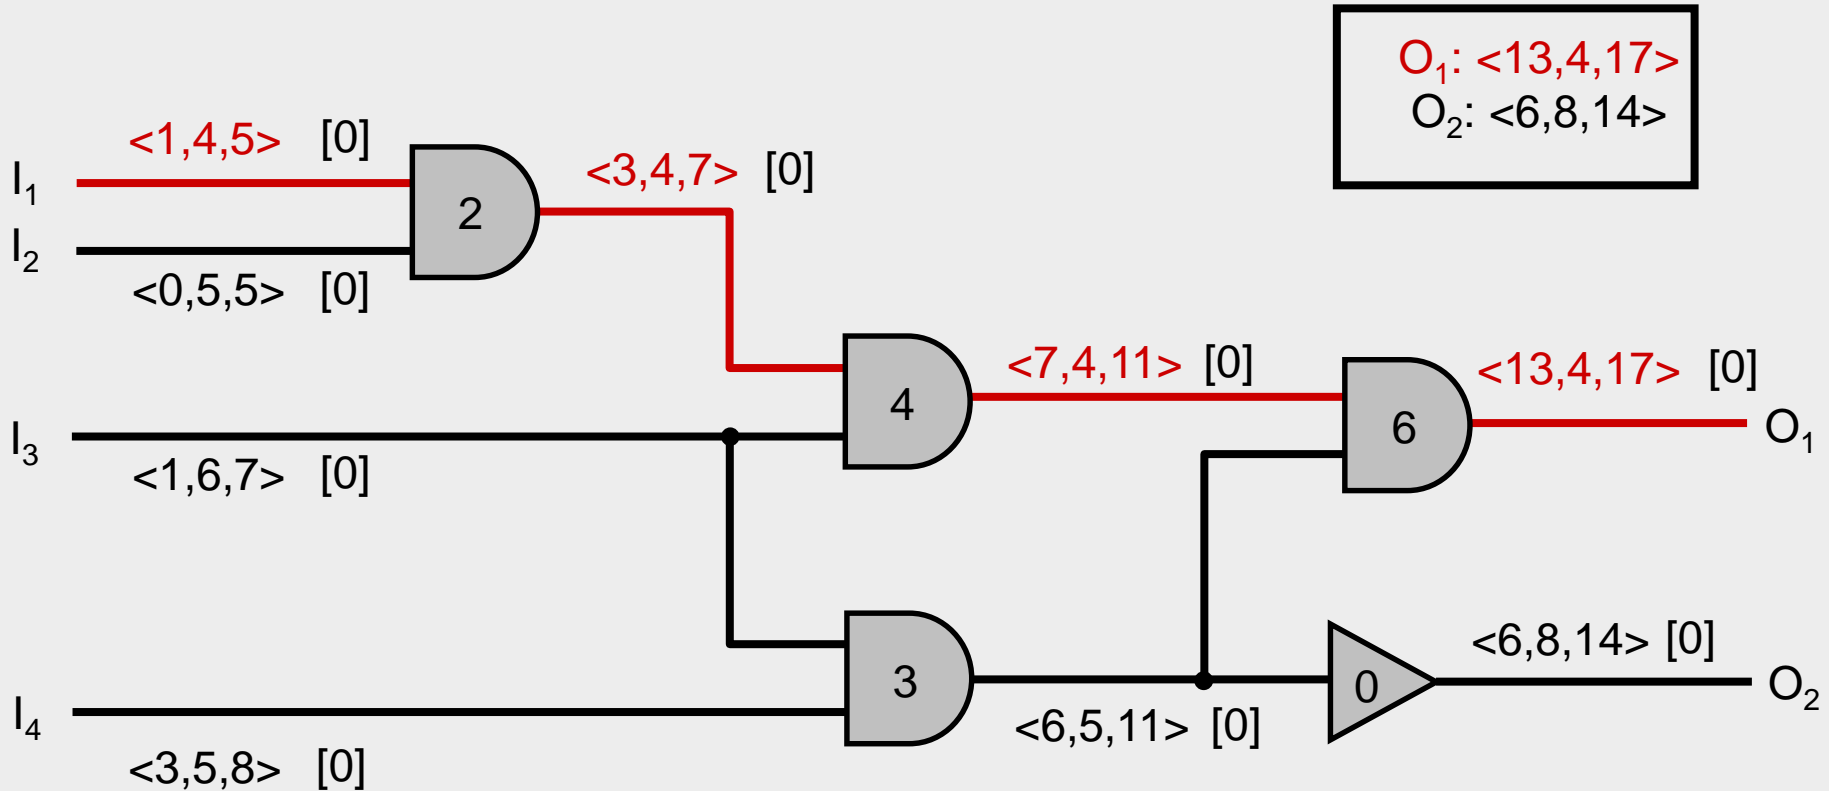 O₁: <13,4,17>
O₂: <6,8,14>
<1,4,5> [0]
I₁
2
<3,4,7> [0]
I₂
<0,5,5> [0]
4
<7,4,11> [0]
6
<13,4,17> [0]
O₁
I₃
<1,6,7> [0]
3
<6,5,11> [0]
0
<6,8,14> [0]
O₂
I₄
<3,5,8> [0]